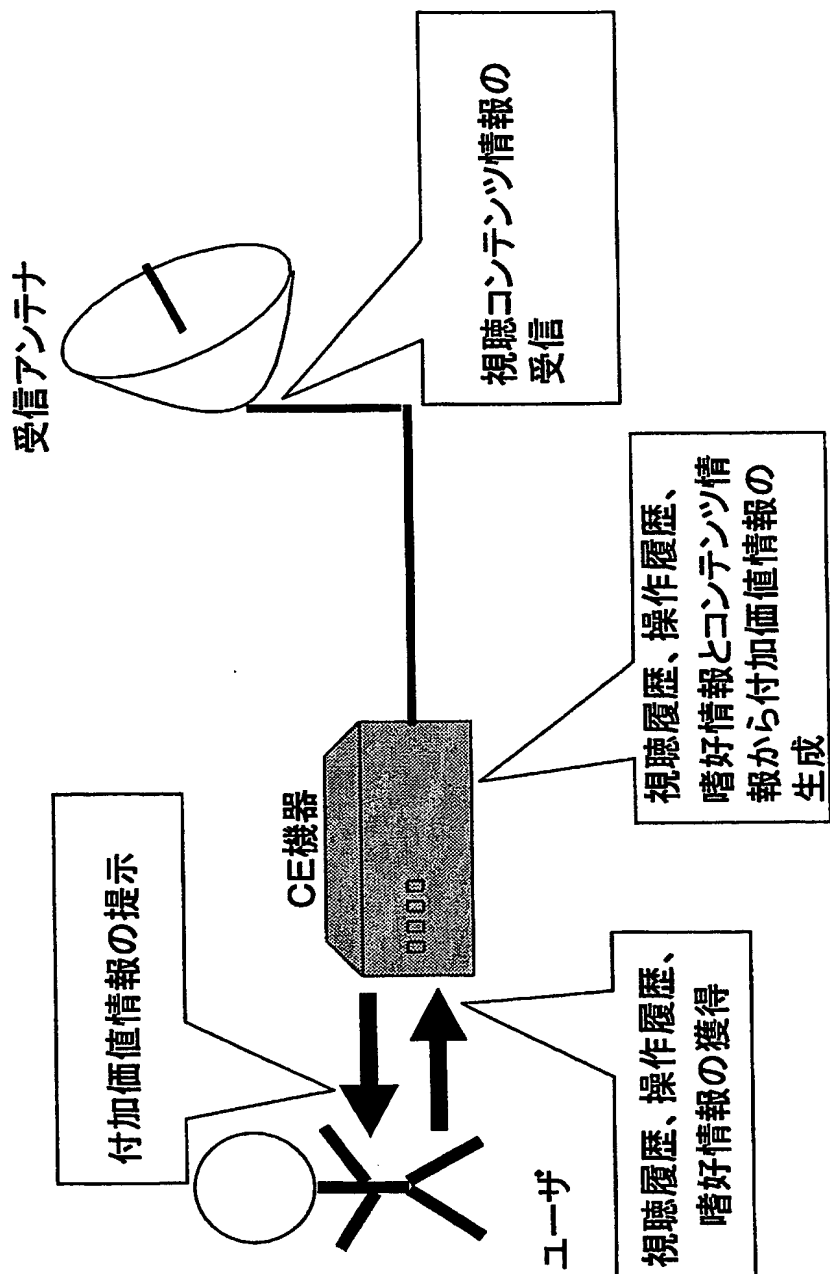 付加価値情報の提示
受信アンテナ
CE機器
ユーザ
視聴コンテンツ情報の
受信
視聴履歴、操作履歴、
嗜好情報の獲得
視聴履歴、操作履歴、
嗜好情報とコンテンツ情
報から付加価値情報の
生成